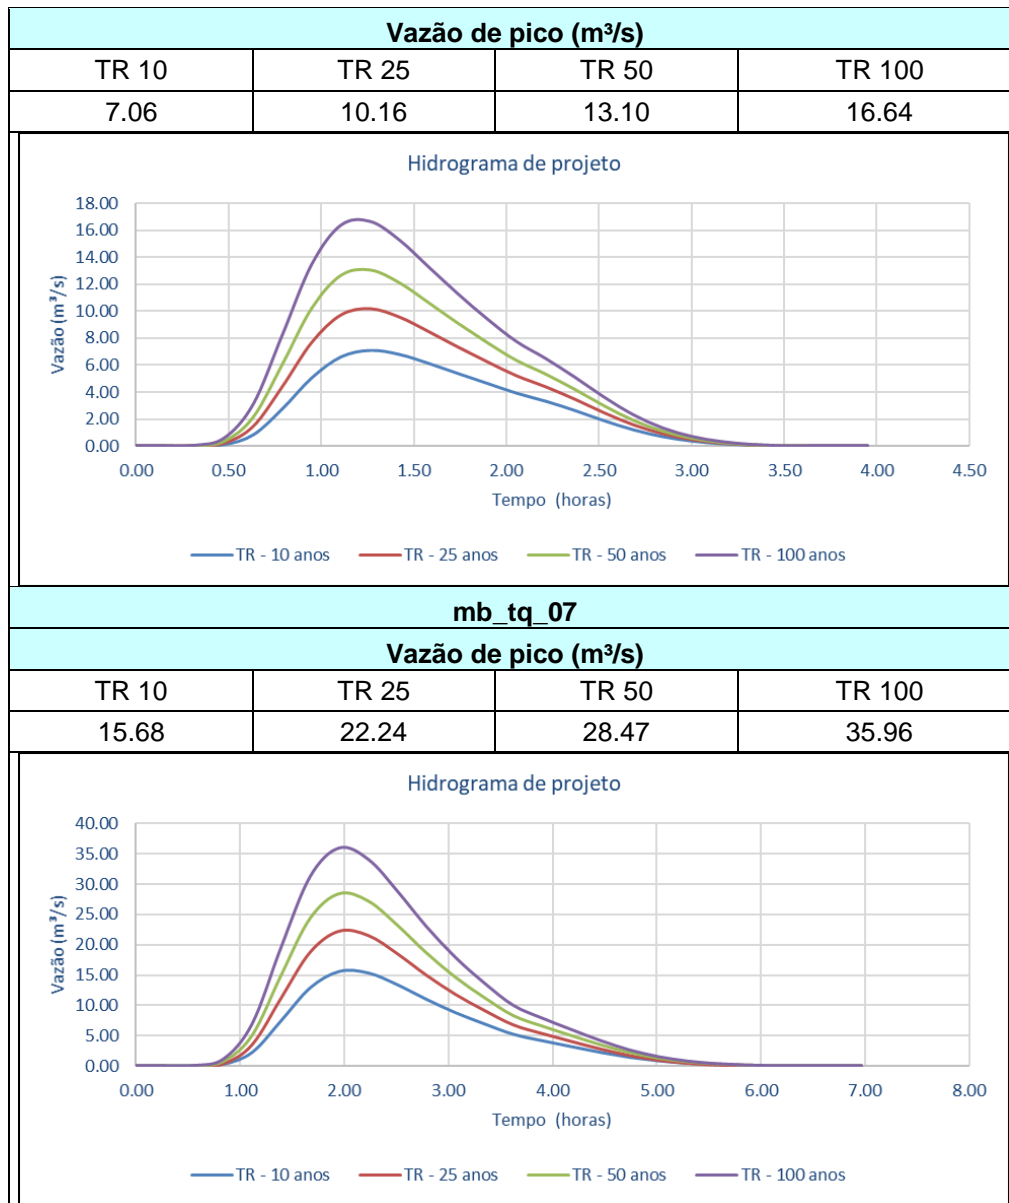 Vazão de pico (m³/s)
TR 10 TR 25 TR 50 TR 100
7.06 10.16 13.10 16.64
Hidrograma de projeto
18.00
16.00
14.00
12.00
10.00
8.00
6.00
4.00
2.00
0.00
Vazão (m³/s)
0.00 0.50 1.00 1.50 2.00 2.50 3.00 3.50 4.00 4.50
Tempo (horas)
TR - 10 anos TR - 25 anos TR - 50 anos TR - 100 anos
mb_tq_07
Vazão de pico (m³/s)
TR 10 TR 25 TR 50 TR 100
15.68 22.24 28.47 35.96
Hidrograma de projeto
40.00
35.00
30.00
25.00
20.00
15.00
10.00
5.00
0.00
Vazão (m³/s)
0.00 1.00 2.00 3.00 4.00 5.00 6.00 7.00 8.00
Tempo (horas)
TR - 10 anos TR - 25 anos TR - 50 anos TR - 100 anos